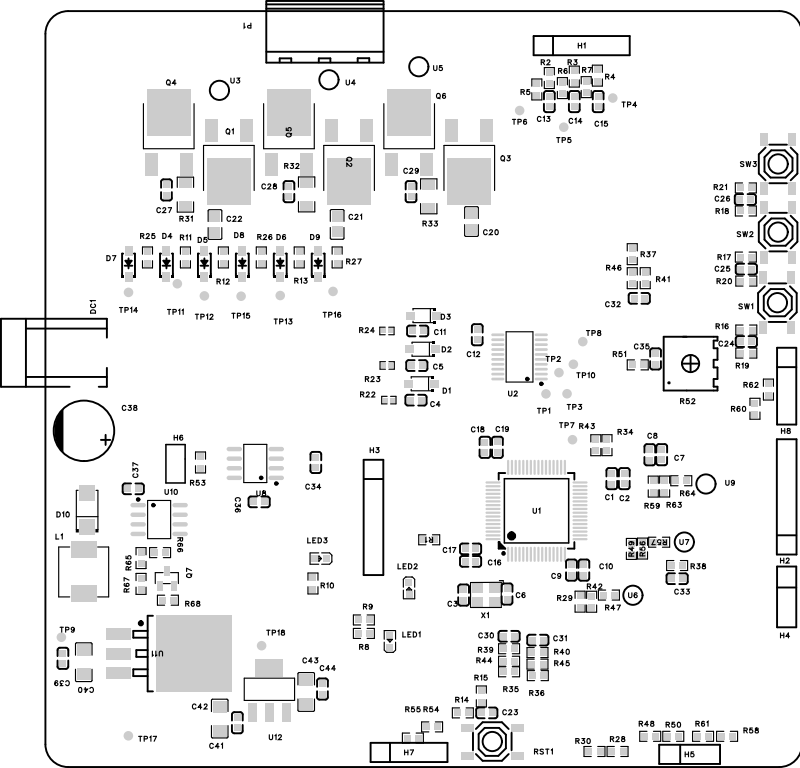 P1
H1
R2 R3
R6 R7 R4
R5
C13 C14 C15
TP6 TP5 TP4
U3 U4 U5
Q4 Q1 Q5 Q2 Q6 Q3
R32
C27 R31 C22 C28 C21 C29 R33 C20
SW3
R21
C26
R18
SW2
R17
C25
R20
SW1
R16
C24
R19
R25 D4 R11 D5 D8 R26 D6 D9
D7 R12 R13 R27
TP14 TP11 TP12 TP15 TP13 TP16
R37
R46 R41
C32
DC1
D3
R24 C11
D2
R23 C5
D1
R22 C4
C12 U2
TP8
TP2 TP10
TP1 TP3
TP7
C35
R51
R52
R62
R60
H8
C38
H6
R53
U8
C36
C34
H3
C37
U10
D10
L1
R66
R65
R67
Q7
R68
C18 C19
R43 R34
C8
C7
C1 C2
R59 R63 R64
U9
U1
R1
C17
C16
R49 R56 R57 U7
H2
R38
C33
C9 C10
R42
R29 R47 U6
C3 X1 C6
LED3
R10
LED2
R9
R8
LED1
H4
TP9
C39 C40
U11
TP18
C43 C44
C42
C41
U12
TP17
C30 C31
R39 R40
R44 R45
R35 R36
R15
R14 C23
R55 R54
H7
RST1
R30 R28
R48 R50 R61 R58
H5